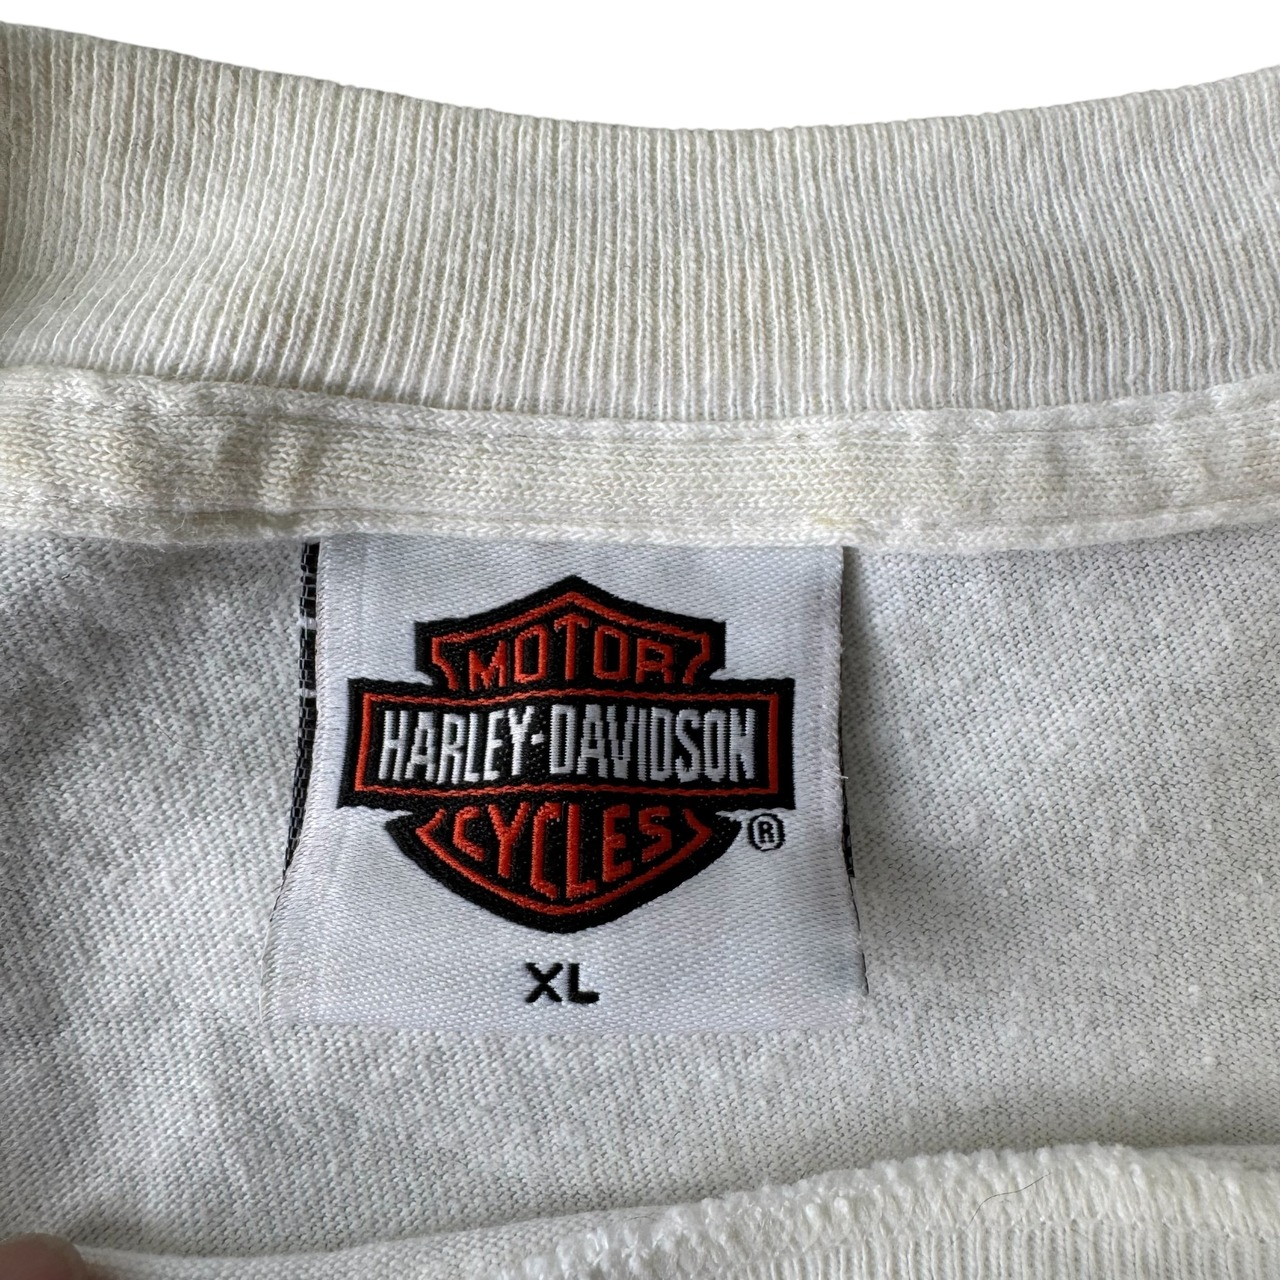 MOTOR
HARLEY-DAVIDSON
CYCLES
®
XL